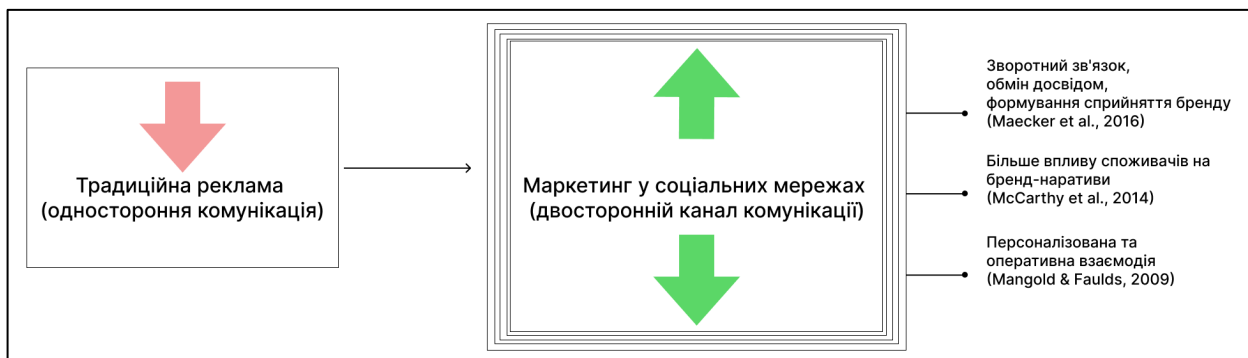 Традиційна реклама
(одностороння комунікація)
Маркетинг у соціальних мережах
(двосторонній канал комунікації)
Зворотний зв'язок,
обмін досвідом,
формування сприйняття бренду
(Maecker et al., 2016)
Більше впливу споживачів на
бренд-наративи
(McCarthy et al., 2014)
Персоналізована та
оперативна взаємодія
(Mangold & Faulds, 2009)